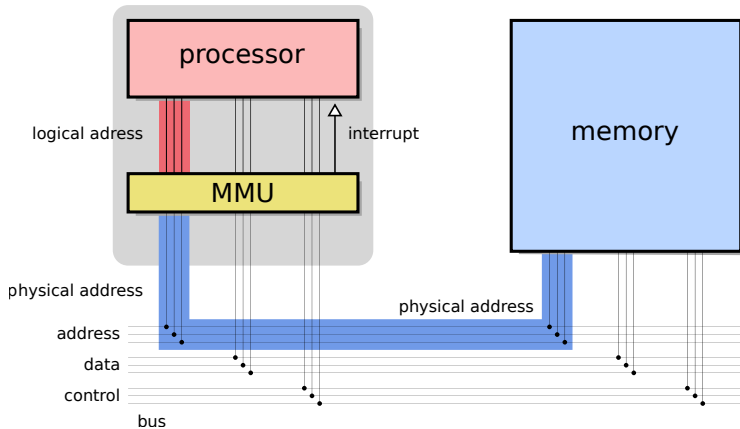 processor
memory
logical adress
interrupt
MMU
physical address
physical address
address
data
control
bus